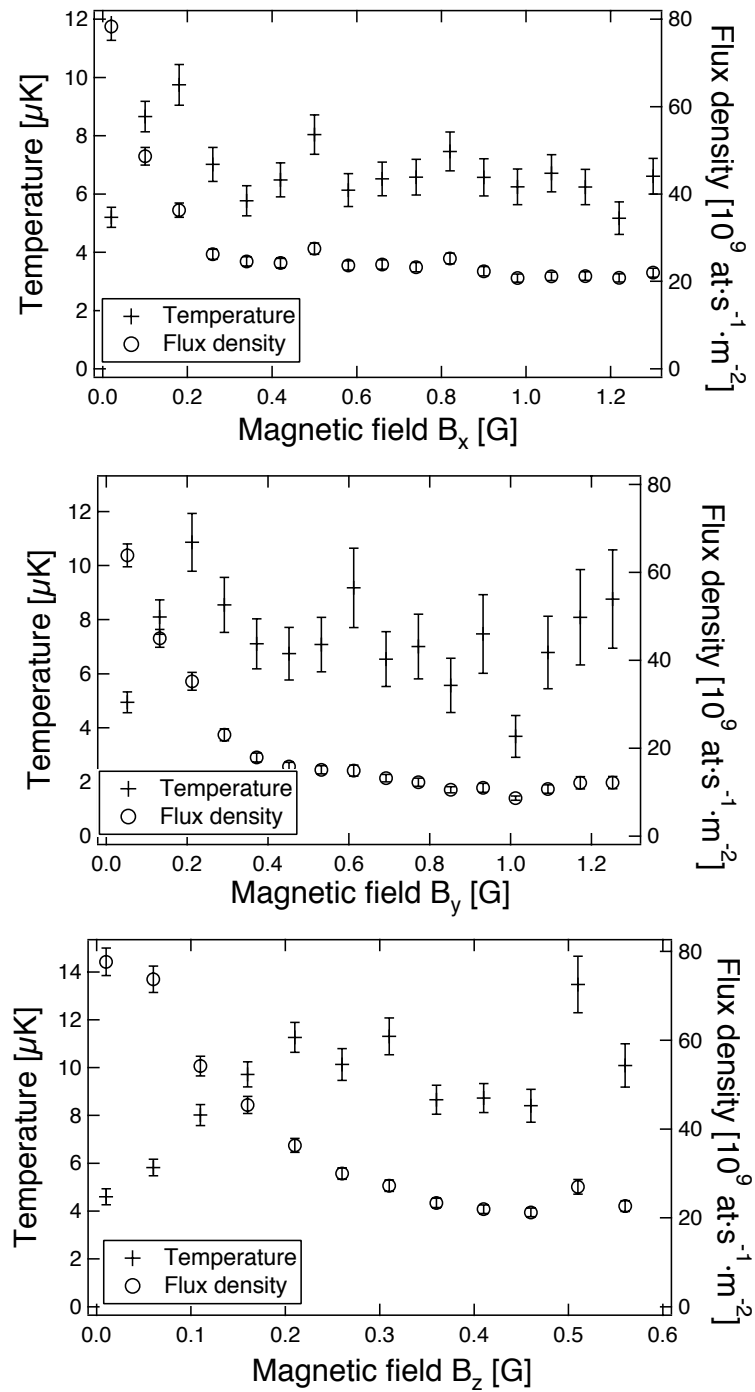 12
10
8
6
4
2
0
Temperature [µK]
80
60
40
20
0
Flux density [10⁹ at·s⁻¹·m⁻²]
Temperature
Flux density
0.0 0.2 0.4 0.6 0.8 1.0 1.2
Magnetic field Bₓ [G]
12
10
8
6
4
2
0
Temperature [µK]
80
60
40
20
0
Flux density [10⁹ at·s⁻¹·m⁻²]
Temperature
Flux density
0.0 0.2 0.4 0.6 0.8 1.0 1.2
Magnetic field B_y [G]
14
12
10
8
6
4
2
0
Temperature [µK]
80
60
40
20
0
Flux density [10⁹ at·s⁻¹·m⁻²]
Temperature
Flux density
0.0 0.1 0.2 0.3 0.4 0.5 0.6
Magnetic field B_z [G]